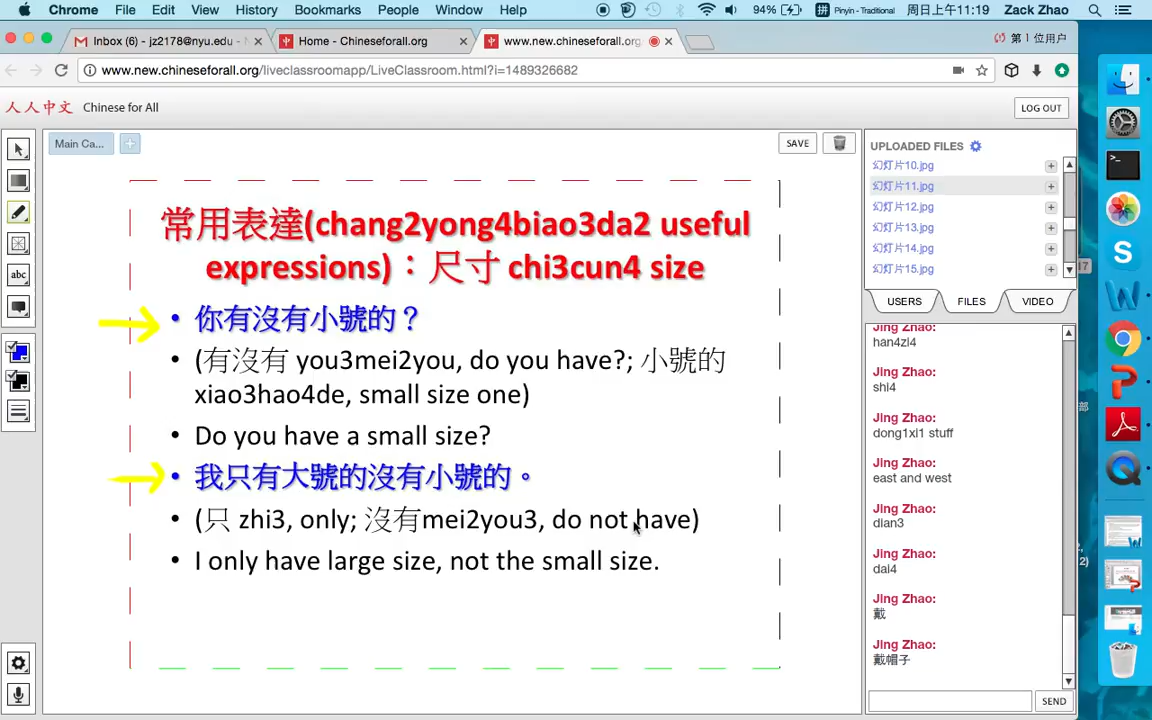 Chrome File Edit View History Bookmarks People Window Help 94% Pinyin - Traditional 周日上午11:19 Zack Zhao
Inbox (6) - jz2178@nyu.edu - Home - Chineseforall.org www.new.chineseforall.org 第 1 位用户
www.new.chineseforall.org/liveclassroomapp/LiveClassroom.html?i=1489326682
人人中文 Chinese for All LOG OUT
Main Ca... SAVE
常用表達(chang2yong4biao3da2 useful
expressions)：尺寸 chi3cun4 size
• 你有沒有小號的？
• (有沒有 you3mei2you, do you have?; 小號的
xiao3hao4de, small size one)
• Do you have a small size?
• 我只有大號的沒有小號的。
• (只 zhi3, only; 沒有mei2you3, do not have)
• I only have large size, not the small size.
abc
UPLOADED FILES
幻灯片10.jpg
幻灯片11.jpg
幻灯片12.jpg
幻灯片13.jpg
幻灯片14.jpg
幻灯片15.jpg
USERS FILES VIDEO
Jing Zhao:
han4zi4
Jing Zhao:
shi4
Jing Zhao:
dong1xi1 stuff
Jing Zhao:
east and west
Jing Zhao:
dian3
Jing Zhao:
dai4
Jing Zhao:
戴
Jing Zhao:
戴帽子
SEND
17
部
2)